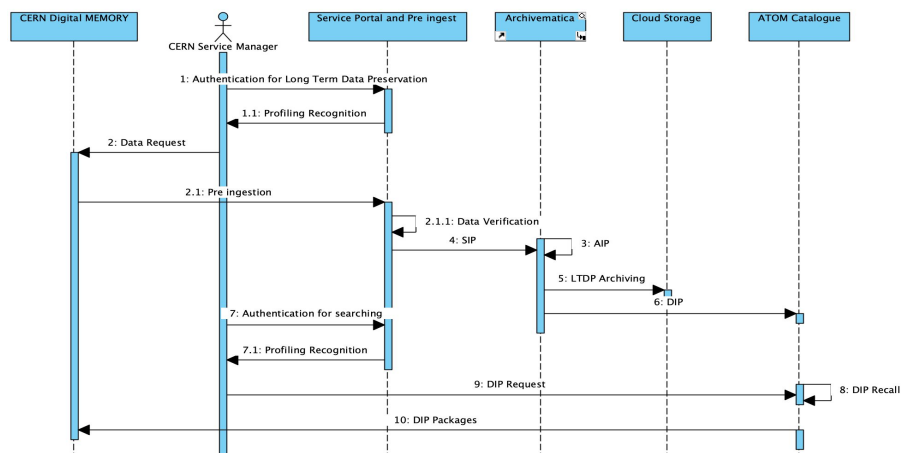 CERN Digital MEMORY
Service Portal and Pre ingest
Archivematica
Cloud Storage
ATOM Catalogue
CERN Service Manager
1: Authentication for Long Term Data Preservation
1.1: Profiling Recognition
2: Data Request
2.1: Pre ingestion
2.1.1: Data Verification
4: SIP
3: AIP
5: LTDP Archiving
6: DIP
7: Authentication for searching
7.1: Profiling Recognition
9: DIP Request
8: DIP Recall
10: DIP Packages